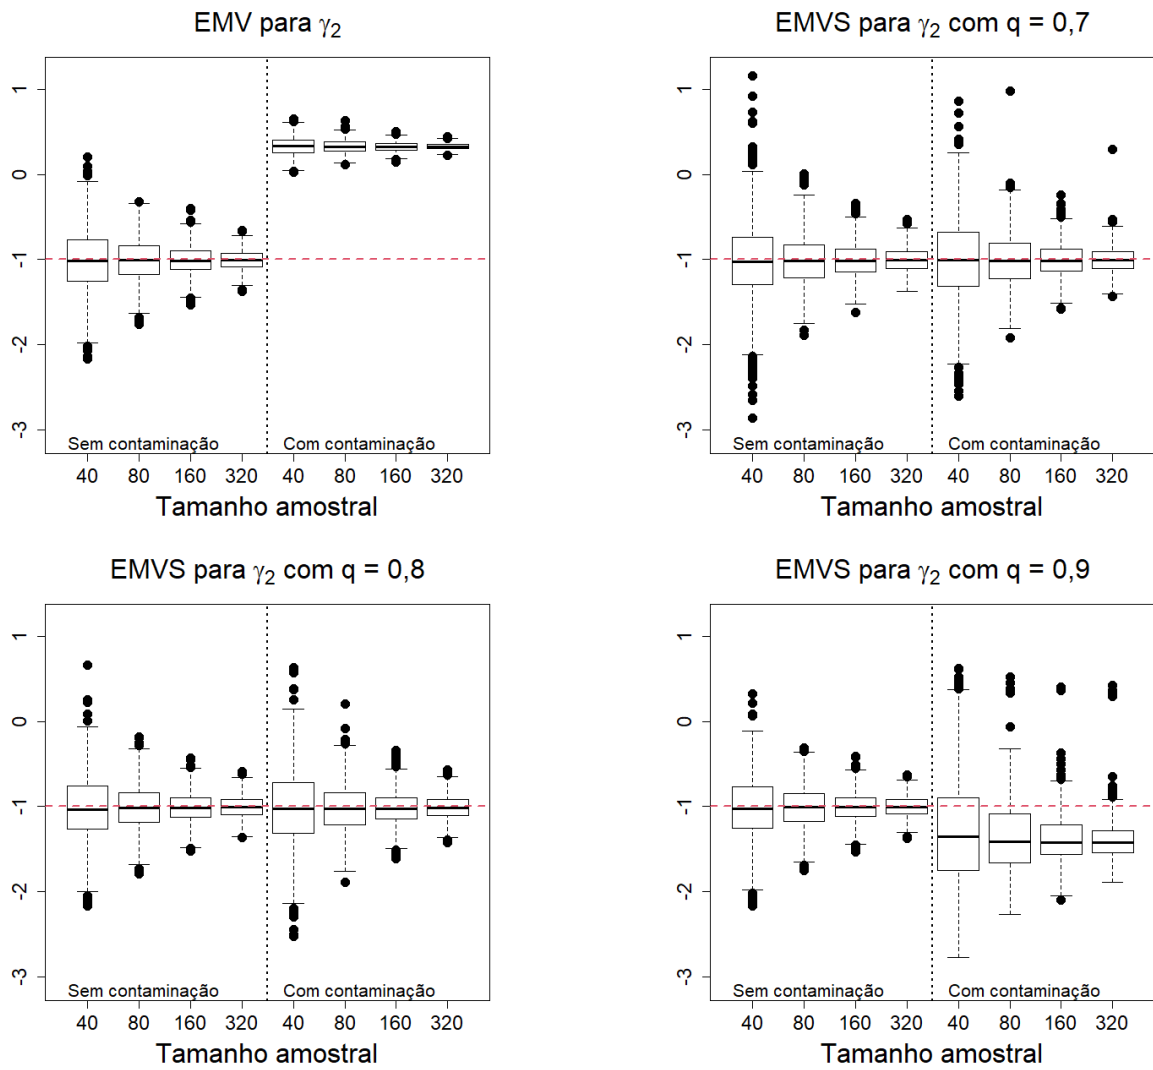 EMV para γ₂
1
0
-1
-2
-3
Sem contaminação Com contaminação
40 80 160 320 40 80 160 320
Tamanho amostral
EMVS para γ₂ com q = 0,7
1
0
-1
-2
-3
Sem contaminação Com contaminação
40 80 160 320 40 80 160 320
Tamanho amostral
EMVS para γ₂ com q = 0,8
1
0
-1
-2
-3
Sem contaminação Com contaminação
40 80 160 320 40 80 160 320
Tamanho amostral
EMVS para γ₂ com q = 0,9
1
0
-1
-2
-3
Sem contaminação Com contaminação
40 80 160 320 40 80 160 320
Tamanho amostral